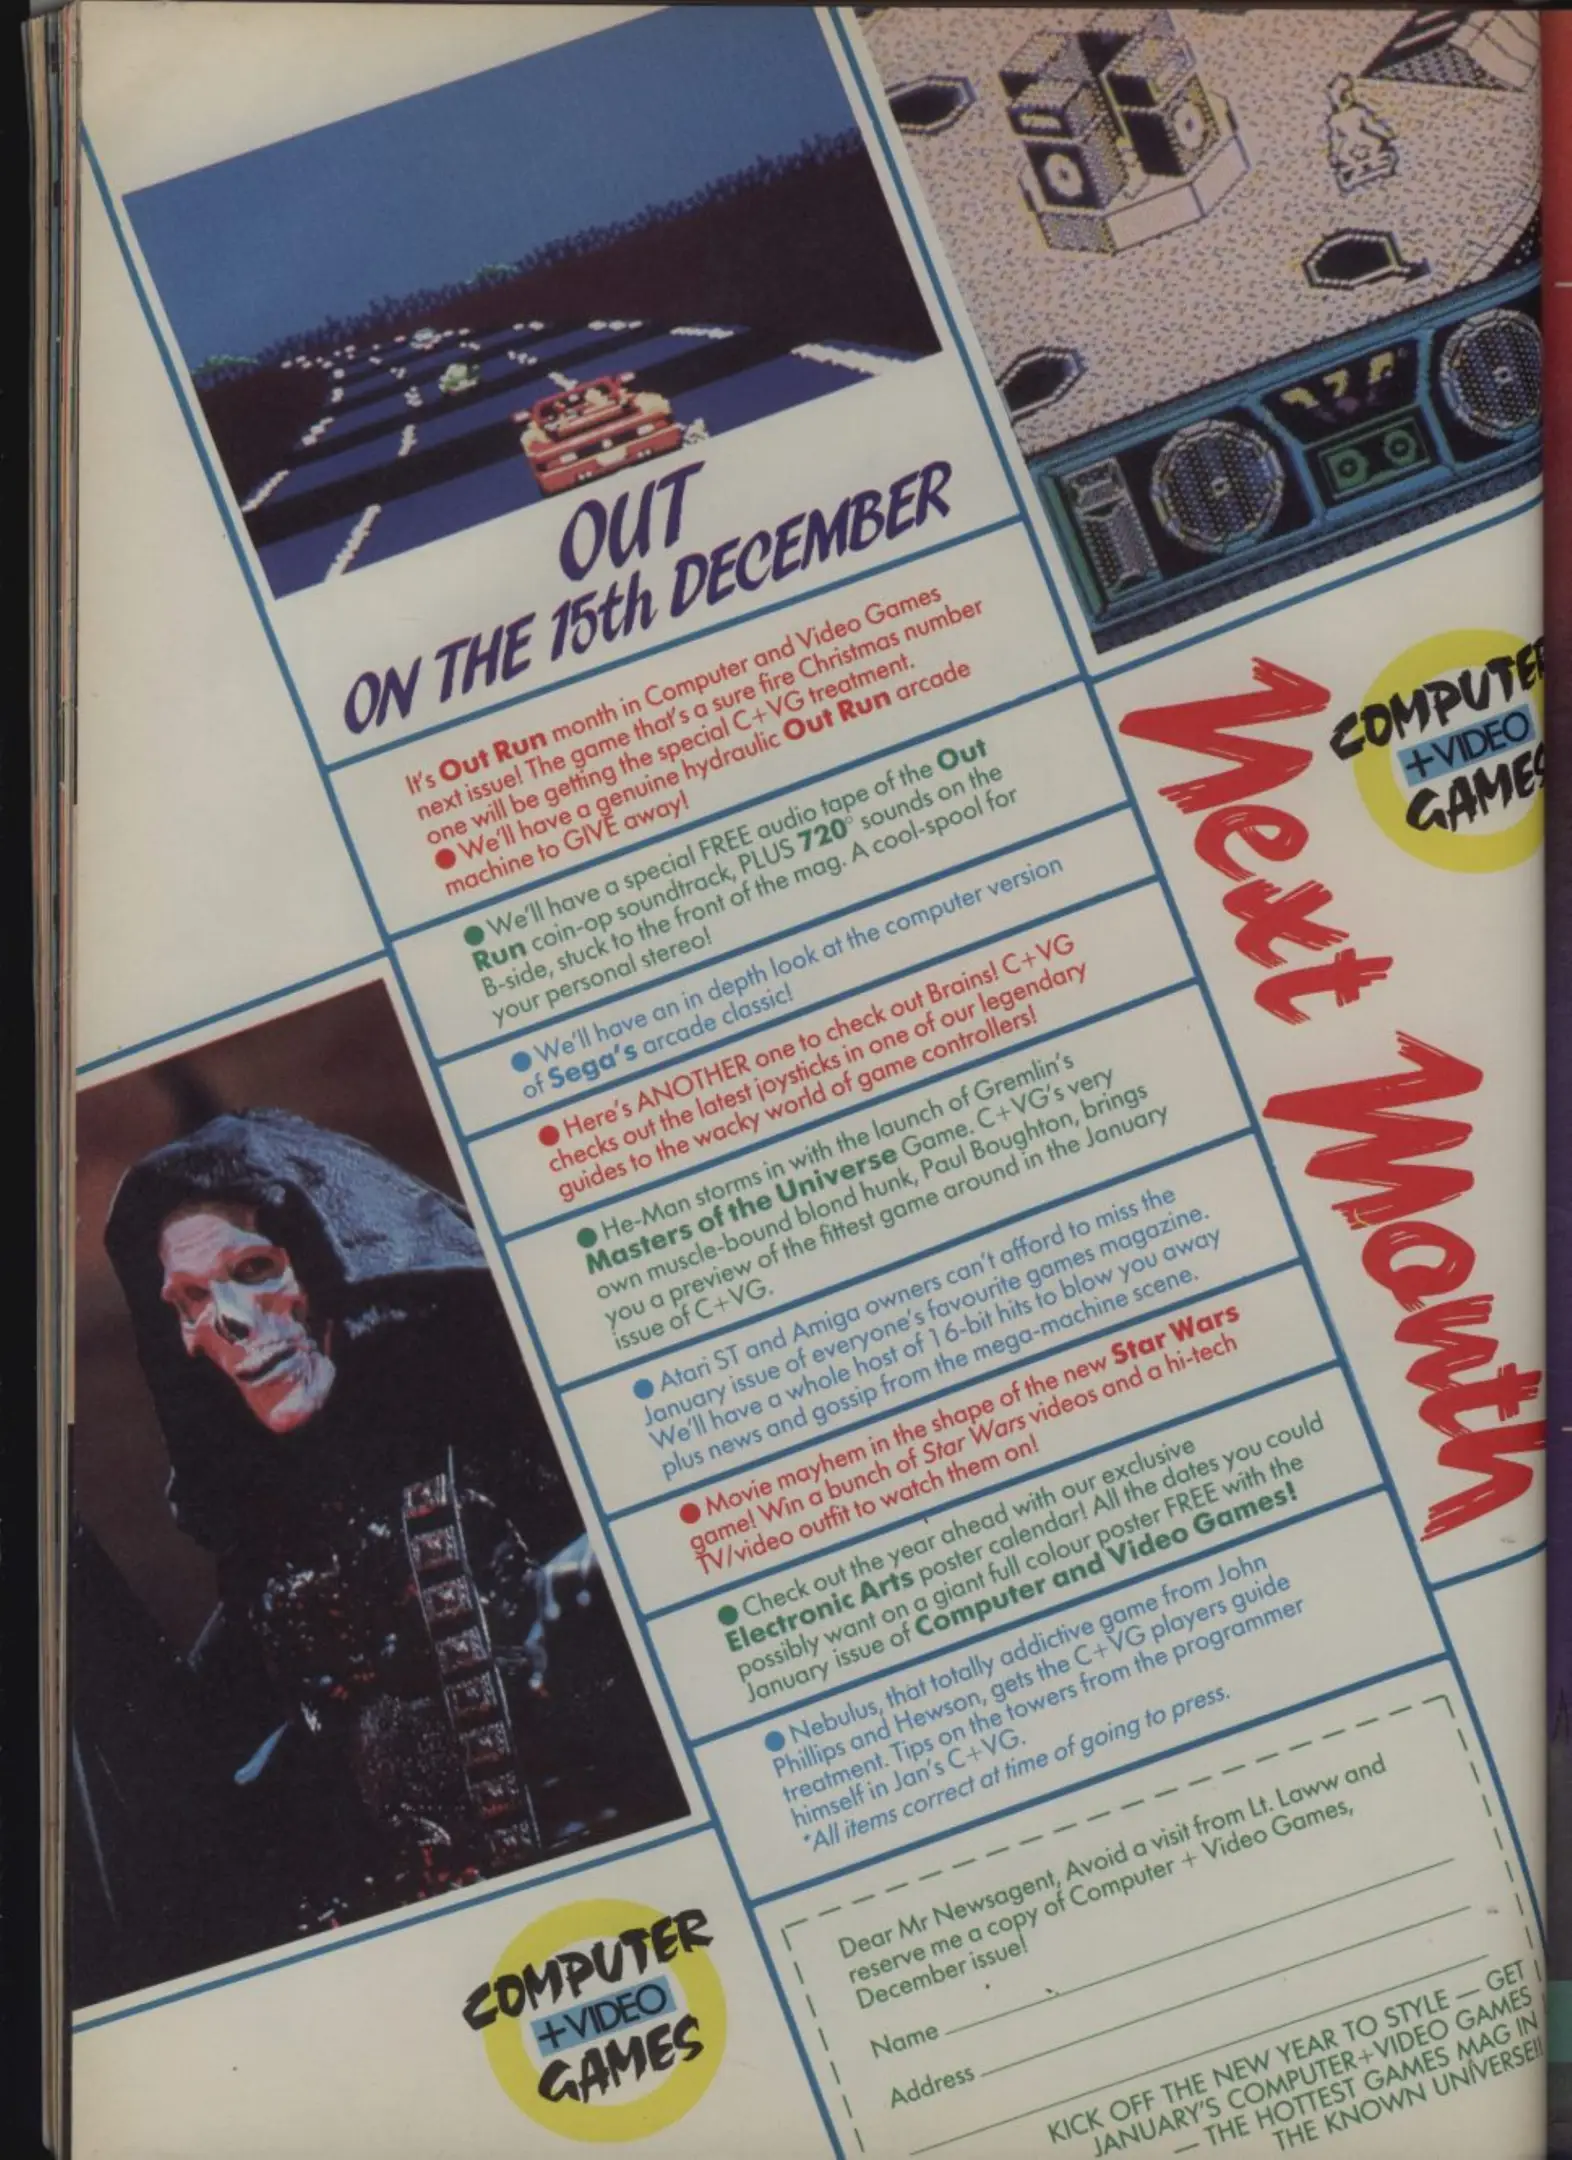 OUT
ON THE 15th DECEMBER
It's Out Run month in Computer and Video Games
next issue! The game that's a sure fire Christmas number
one will be getting the special C+VG treatment.
● We'll have a genuine hydraulic Out Run arcade
machine to GIVE away!
● We'll have a special FREE audio tape of the Out
Run coin-op soundtrack, PLUS 720° sounds on the
B-side, stuck to the front of the mag. A cool-spool for
your personal stereo!
● We'll have an in depth look at the computer version
of Sega's arcade classic!
● Here's ANOTHER one to check out Brains! C+VG
checks out the latest joysticks in one of our legendary
guides to the wacky world of game controllers!
● He-Man storms in with the launch of Gremlin's
Masters of the Universe Game. C+VG's very
own muscle-bound blond hunk, Paul Boughton, brings
you a preview of the fittest game around in the January
issue of C+VG.
● Atari ST and Amiga owners can't afford to miss the
January issue of everyone's favourite games magazine.
We'll have a whole host of 16-bit hits to blow you away
plus news and gossip from the mega-machine scene.
● Movie mayhem in the shape of the new Star Wars
game! Win a bunch of Star Wars videos and a hi-tech
TV/video outfit to watch them on!
● Check out the year ahead with our exclusive
Electronic Arts poster calendar! All the dates you could
possibly want on a giant full colour poster FREE with the
January issue of Computer and Video Games!
● Nebulus, that totally addictive game from John
Phillips and Hewson, gets the C+VG players guide
treatment. Tips on the towers from the programmer
himself in Jan's C+VG.
*All items correct at time of going to press.
COMPUTER
+VIDEO
GAMES
Next Month
Dear Mr Newsagent, Avoid a visit from Lt. Laww and
reserve me a copy of Computer + Video Games,
December issue!
Name
Address
KICK OFF THE NEW YEAR TO STYLE — GET
JANUARY'S COMPUTER+VIDEO GAMES
— THE HOTTEST GAMES MAG IN
THE KNOWN UNIVERSE!!
COMPUTER
+VIDEO
GAMES